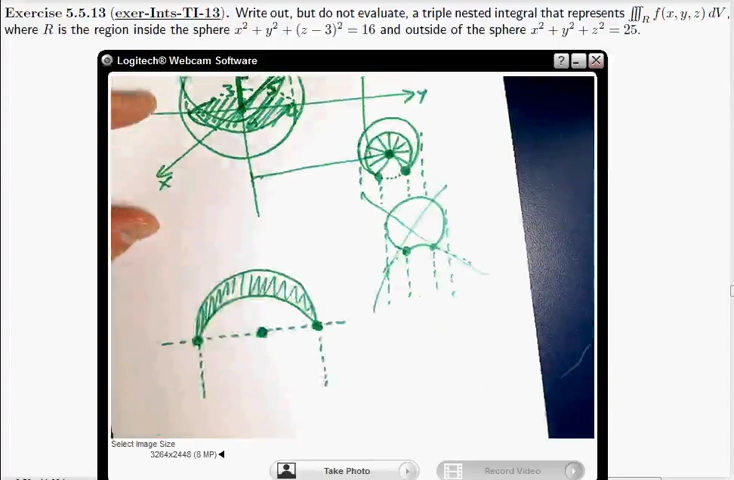 Exercise 5.5.13 (exer-Ints-TI-13). Write out, but do not evaluate, a triple nested integral that represents ∭_R f(x, y, z) dV,
where R is the region inside the sphere x² + y² + (z − 3)² = 16 and outside of the sphere x² + y² + z² = 25.
Logitech® Webcam Software
3
5
Y
X
Select Image Size
3264x2448 (8 MP)
Take Photo
Record Video